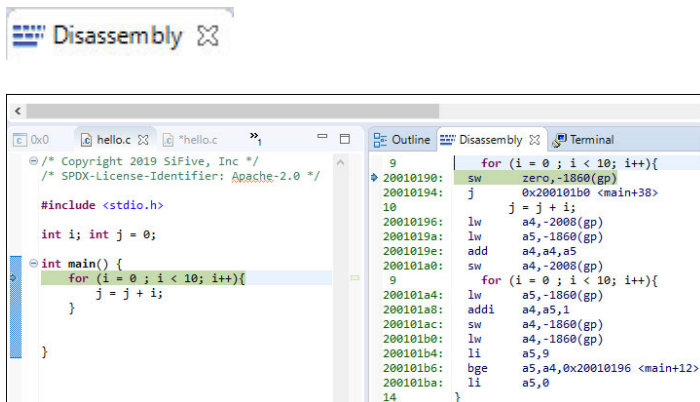 Disassembly
0x0 hello.c *hello.c »1
/* Copyright 2019 SiFive, Inc */
/* SPDX-License-Identifier: Apache-2.0 */
#include <stdio.h>
int i; int j = 0;
int main() {
for (i = 0 ; i < 10; i++){
j = j + i;
}
}
Outline Disassembly Terminal
9 for (i = 0 ; i < 10; i++){
20010190: sw zero,-1860(gp)
20010194: j 0x200101b0 <main+38>
10 j = j + i;
20010196: lw a4,-2008(gp)
2001019a: lw a5,-1860(gp)
2001019e: add a4,a4,a5
200101a0: sw a4,-2008(gp)
9 for (i = 0 ; i < 10; i++){
200101a4: lw a5,-1860(gp)
200101a8: addi a4,a5,1
200101ac: sw a4,-1860(gp)
200101b0: lw a4,-1860(gp)
200101b4: li a5,9
200101b6: bge a5,a4,0x20010196 <main+12>
200101ba: li a5,0
14 }